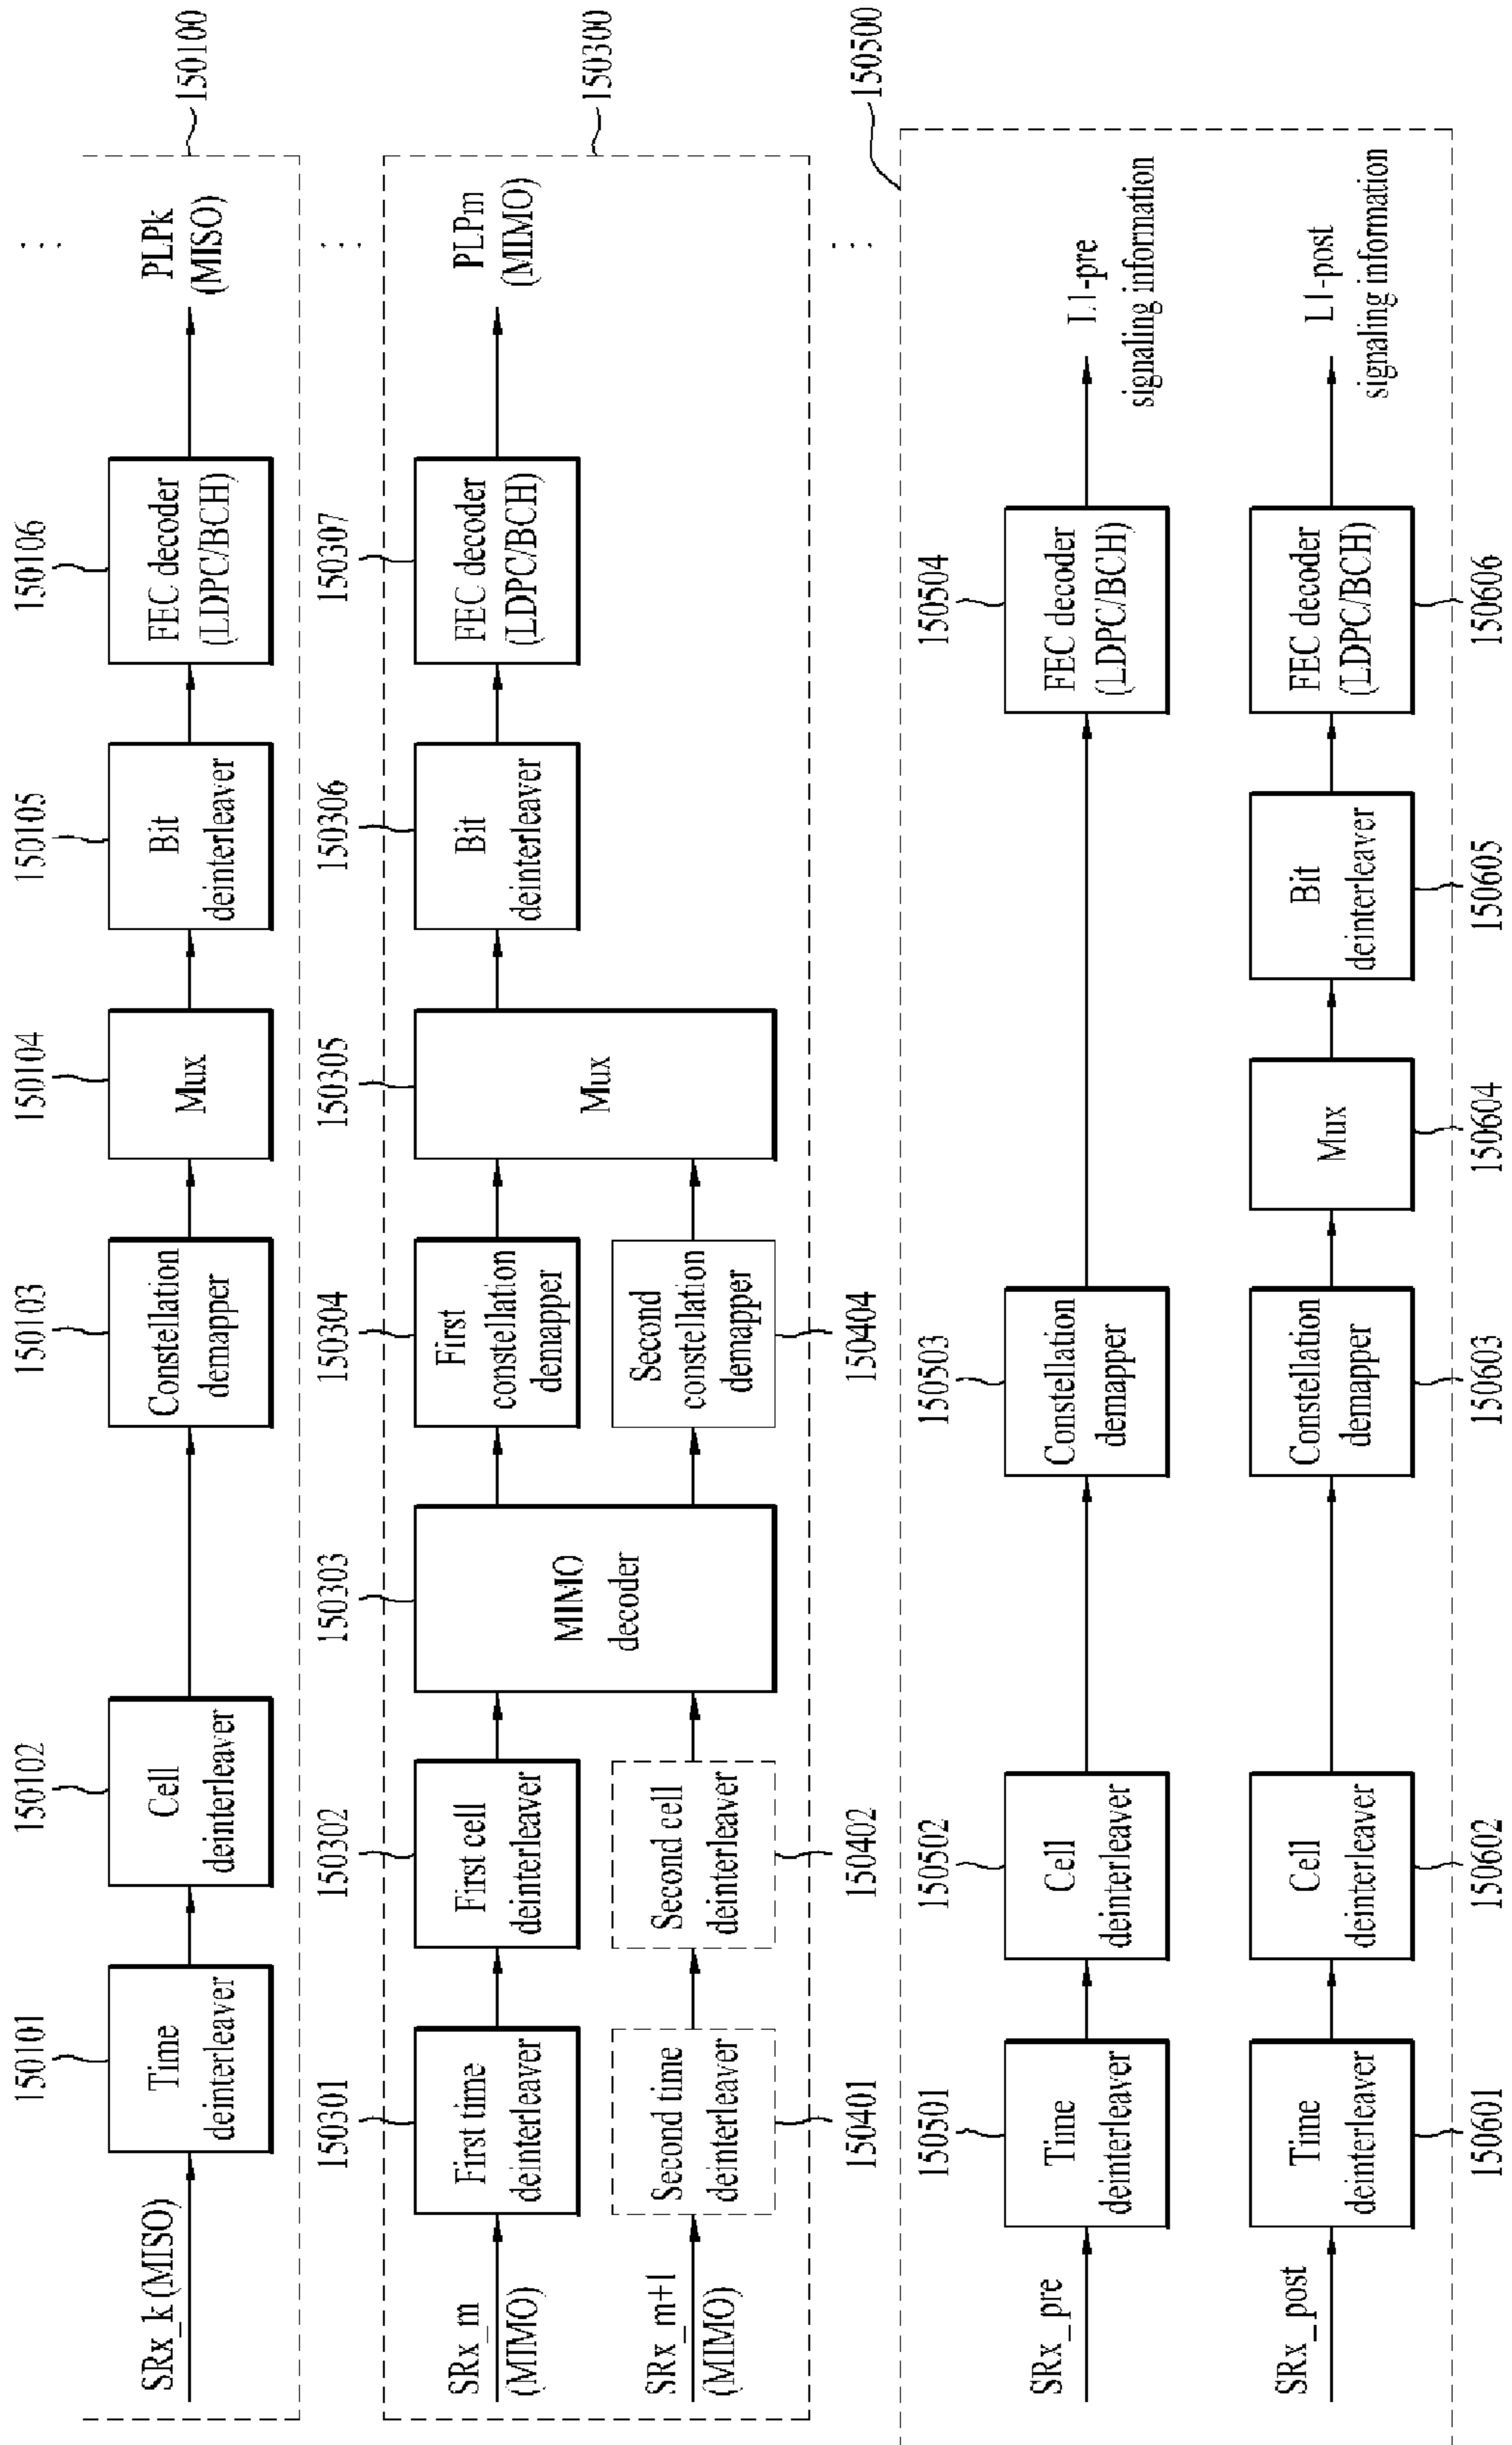 150101
150102
150103
150104
150105
150106
150100
SRx_k (MISO)
Time
deinterleaver
Cell
deinterleaver
Constellation
demapper
Mux
Bit
deinterleaver
FEC decoder
(LDPC/BCH)
PLPk
(MISO)
...
150301
150302
150303
150304
150305
150306
150307
150300
SRx_m
(MIMO)
First time
deinterleaver
First cell
deinterleaver
MIMO
decoder
First
constellation
demapper
Mux
Bit
deinterleaver
FEC decoder
(LDPC/BCH)
PLPm
(MIMO)
...
SRx_m+1
(MIMO)
Second time
deinterleaver
Second cell
deinterleaver
Second
constellation
demapper
150401
150402
150404
...
150500
150501
150502
150503
150504
SRx_pre
Time
deinterleaver
Cell
deinterleaver
Constellation
demapper
FEC decoder
(LDPC/BCH)
L1-pre
signaling information
SRx_post
Time
deinterleaver
Cell
deinterleaver
Constellation
demapper
Mux
Bit
deinterleaver
FEC decoder
(LDPC/BCH)
L1-post
signaling information
150601
150602
150603
150604
150605
150606